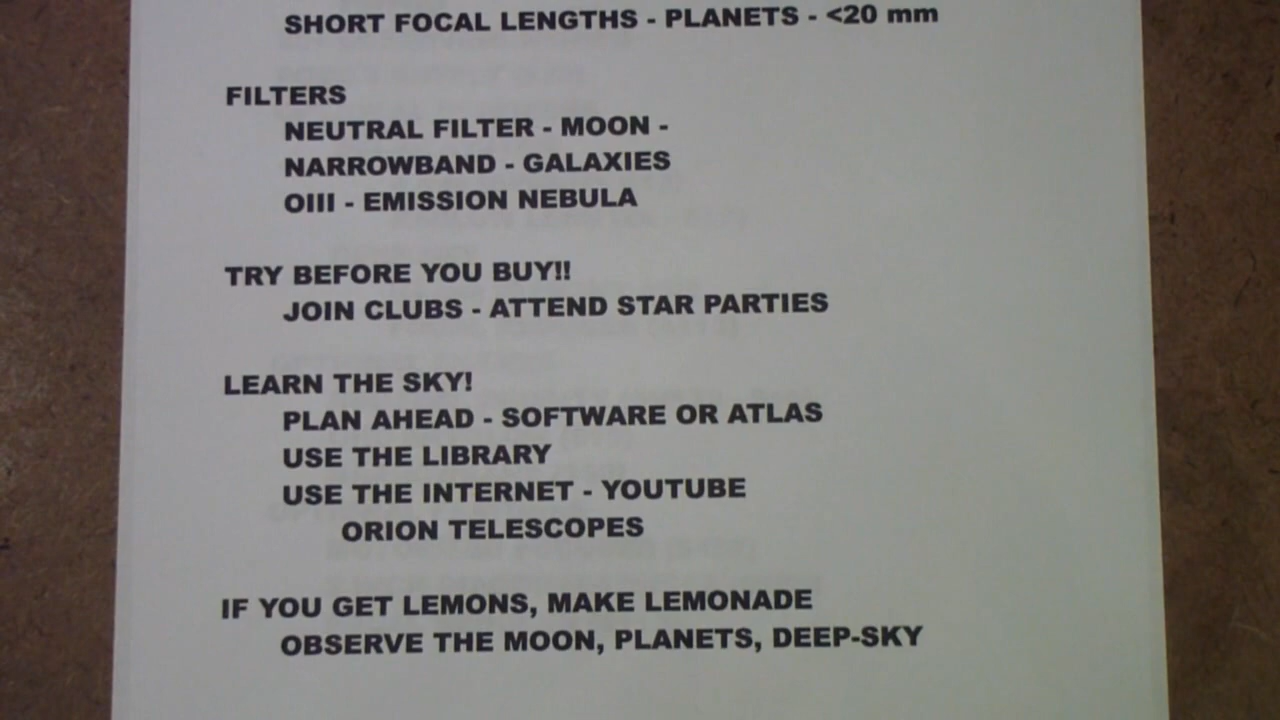 SHORT FOCAL LENGTHS - PLANETS - <20 mm
FILTERS
NEUTRAL FILTER - MOON -
NARROWBAND - GALAXIES
OIII - EMISSION NEBULA
TRY BEFORE YOU BUY!!
JOIN CLUBS - ATTEND STAR PARTIES
LEARN THE SKY!
PLAN AHEAD - SOFTWARE OR ATLAS
USE THE LIBRARY
USE THE INTERNET - YOUTUBE
ORION TELESCOPES
IF YOU GET LEMONS, MAKE LEMONADE
OBSERVE THE MOON, PLANETS, DEEP-SKY